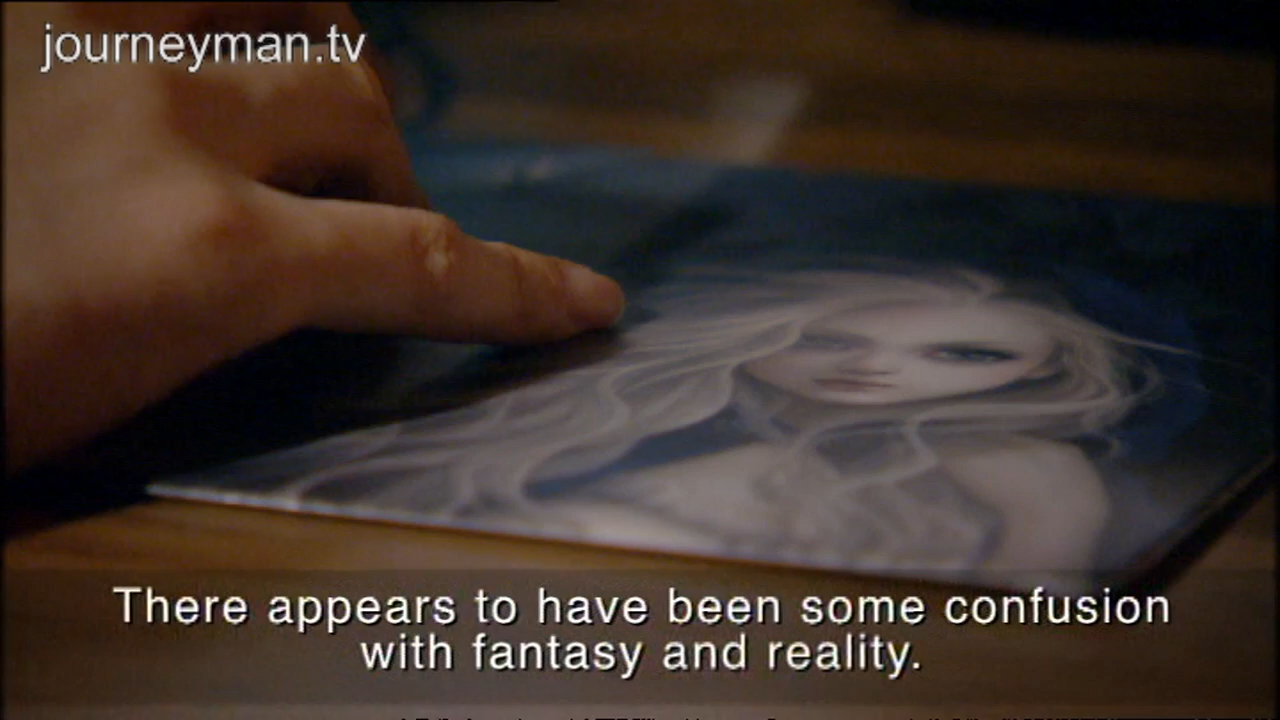 journeyman.tv
There appears to have been some confusion
with fantasy and reality.